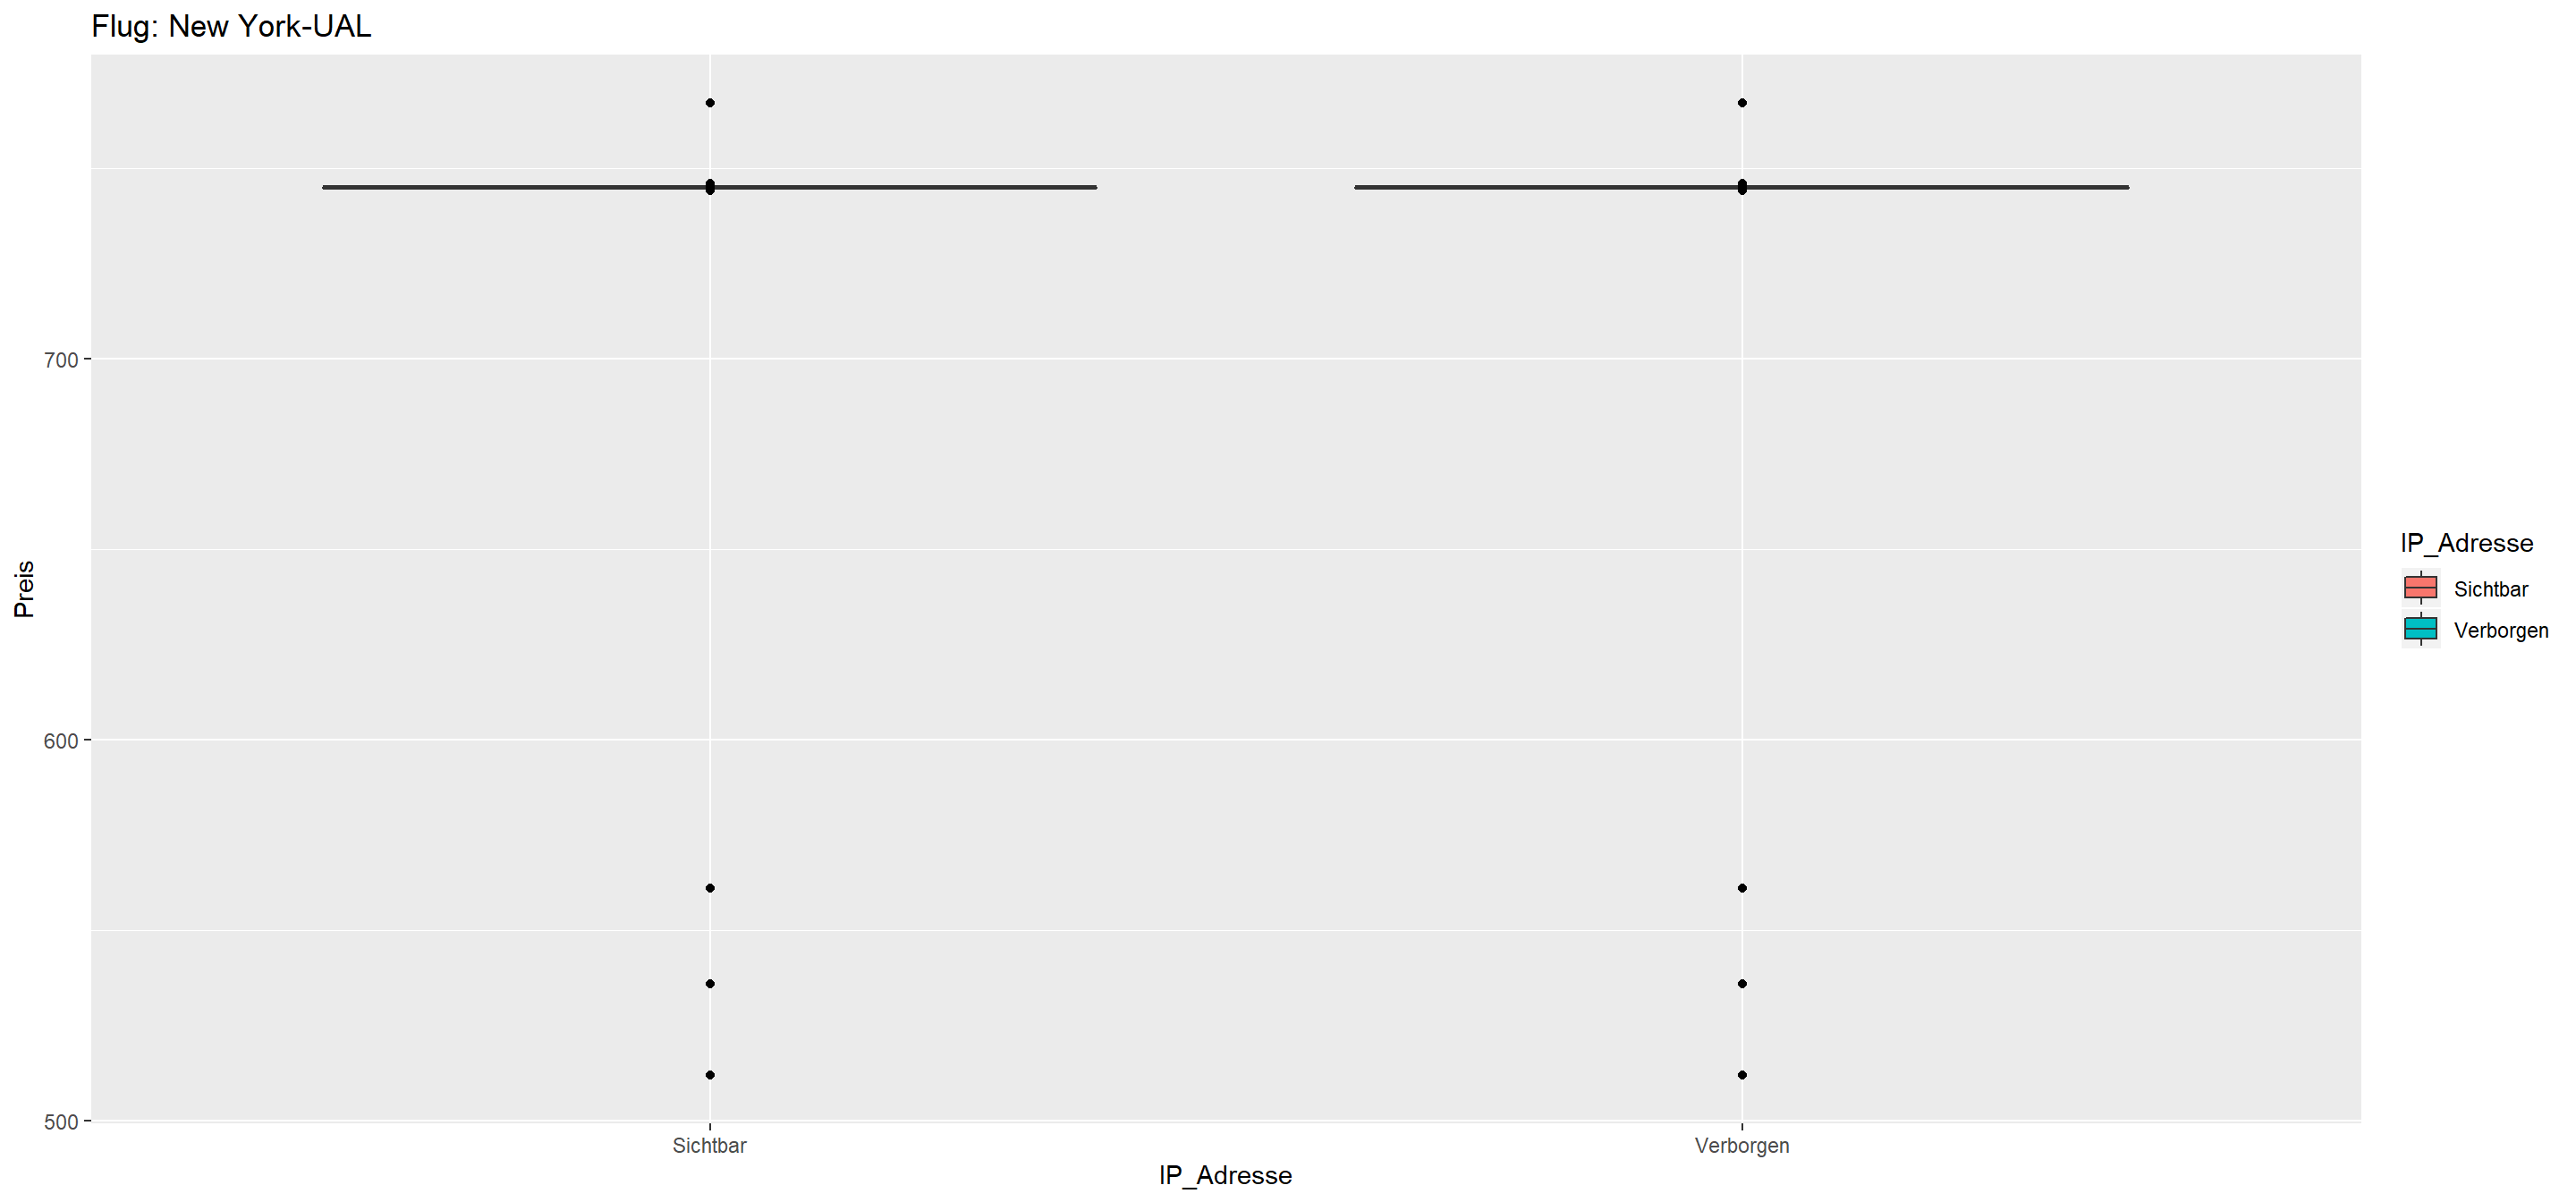 Flug: New York-UAL
Preis
700
600
500
Sichtbar
Verborgen
IP_Adresse
IP_Adresse
Sichtbar
Verborgen